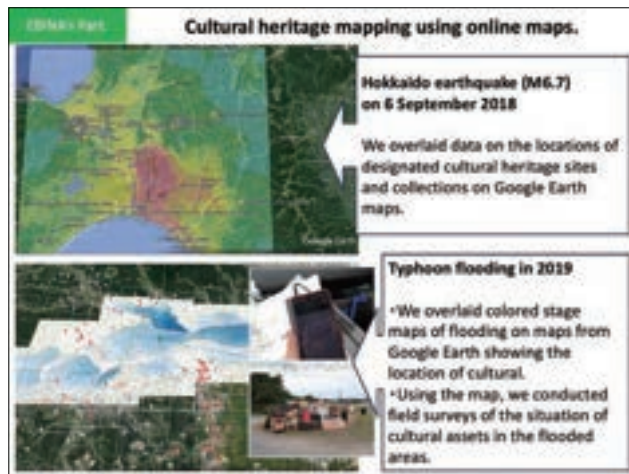 Cultural heritage mapping using online maps.
Hokkaido earthquake (M6.7)
on 6 September 2018
We overlaid data on the locations of
designated cultural heritage sites
and collections on Google Earth
maps.
Google Earth
Typhoon flooding in 2019
•We overlaid colored stage
maps of flooding on maps from
Google Earth showing the
location of cultural.
•Using the map, we conducted
field surveys of the situation of
cultural assets in the flooded
areas.